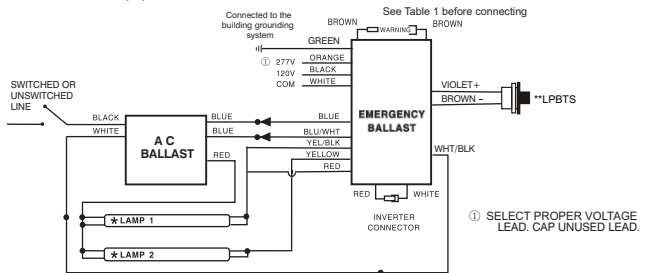 See Table 1 before connecting
Connected to the
building grounding
system
BROWN
WARNING
BROWN
GREEN
① 277V
ORANGE
120V
BLACK
COM
WHITE
VIOLET+
BROWN -
**LPBTS
SWITCHED OR
UNSWITCHED
LINE
BLACK
WHITE
A C
BALLAST
BLUE
BLUE
RED
BLUE
BLU/WHT
YEL/BLK
YELLOW
RED
EMERGENCY
BALLAST
WHT/BLK
RED
WHITE
INVERTER
CONNECTOR
* LAMP 1
* LAMP 2
① SELECT PROPER VOLTAGE
LEAD. CAP UNUSED LEAD.